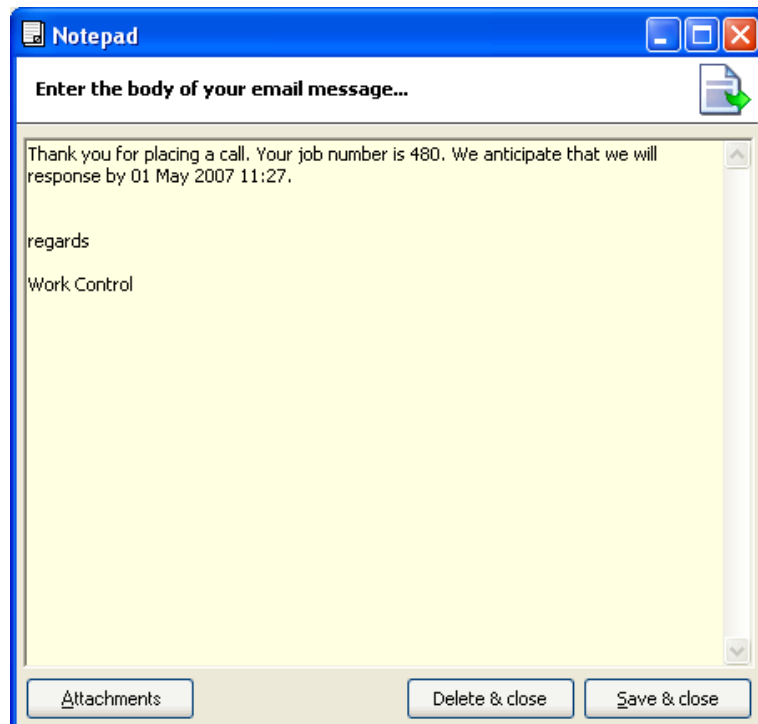 Notepad
Enter the body of your email message...
Thank you for placing a call. Your job number is 480. We anticipate that we will
response by 01 May 2007 11:27.
regards
Work Control
Attachments
Delete & close
Save & close